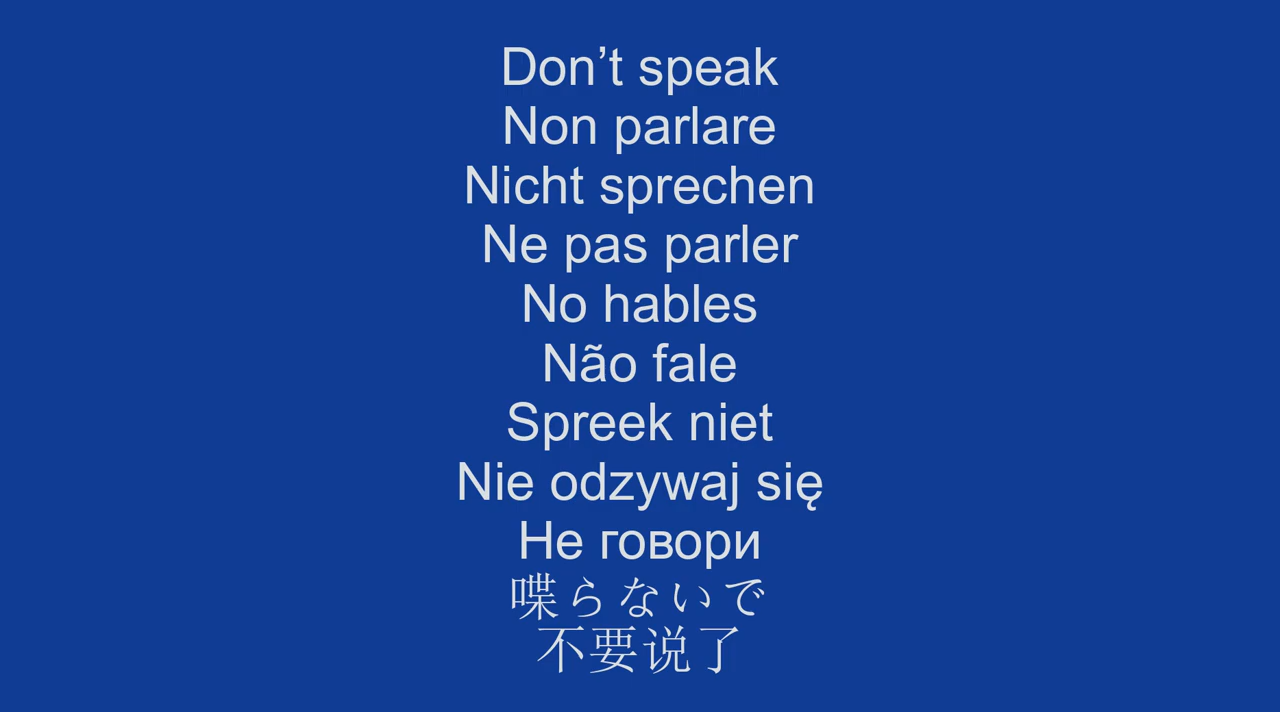 Don’t speak
Non parlare
Nicht sprechen
Ne pas parler
No hables
Não fale
Spreek niet
Nie odzywaj się
Не говори
喋らないで
不要说了